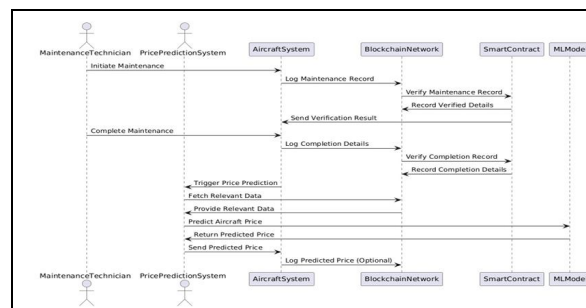 MaintenanceTechnician PricePredictionSystem AircraftSystem BlockchainNetwork SmartContract MLModel
Initiate Maintenance
Log Maintenance Record
Verify Maintenance Record
Record Verified Details
Send Verification Result
Complete Maintenance
Log Completion Details
Verify Completion Record
Record Completion Details
Trigger Price Prediction
Fetch Relevant Data
Provide Relevant Data
Predict Aircraft Price
Return Predicted Price
Send Predicted Price
Log Predicted Price (Optional)
MaintenanceTechnician PricePredictionSystem AircraftSystem BlockchainNetwork SmartContract MLModel